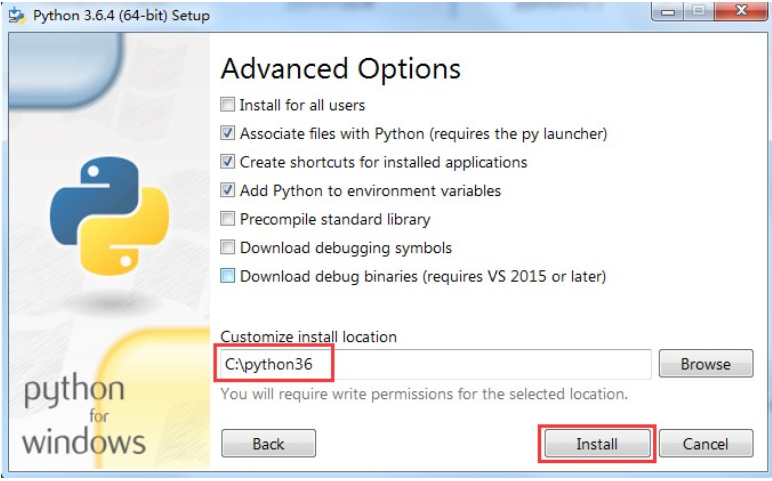 Python 3.6.4 (64-bit) Setup
Advanced Options
Install for all users
Associate files with Python (requires the py launcher)
Create shortcuts for installed applications
Add Python to environment variables
Precompile standard library
Download debugging symbols
Download debug binaries (requires VS 2015 or later)
Customize install location
C:\python36
Browse
You will require write permissions for the selected location.
python
for
windows
Back
Install
Cancel